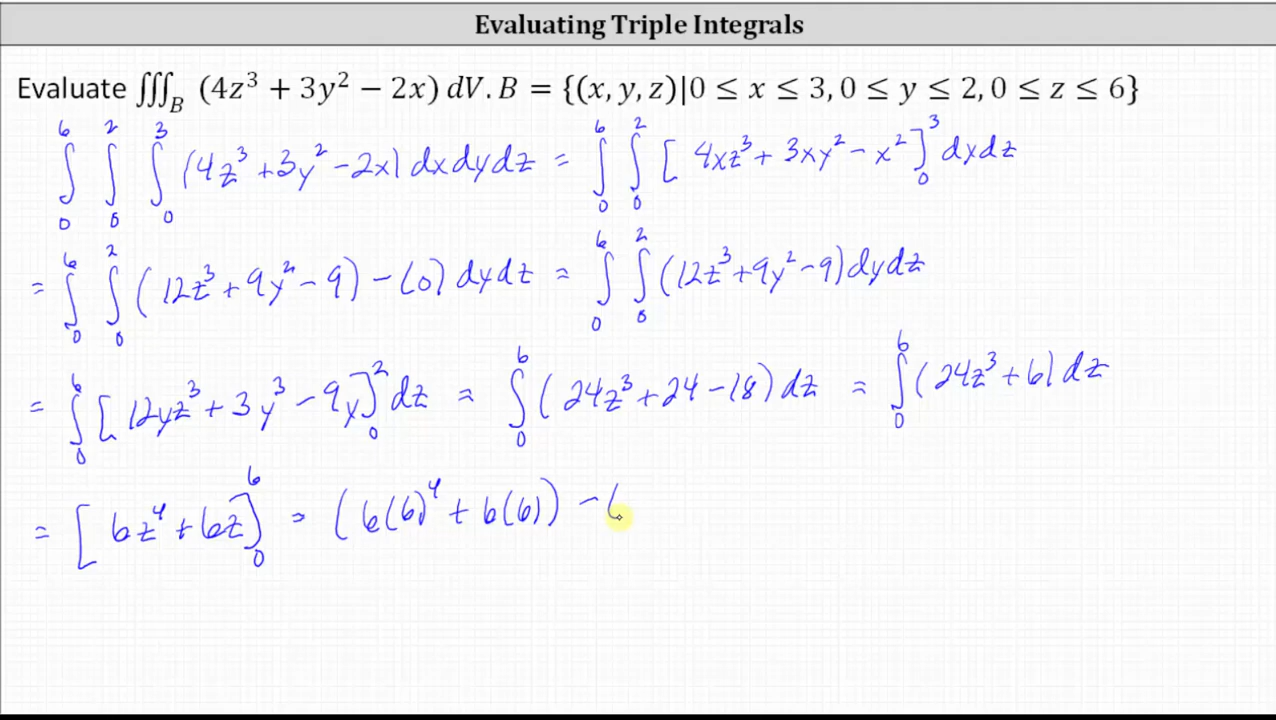 Evaluating Triple Integrals
Evaluate ∭_B (4z³ + 3y² − 2x) dV. B = {(x, y, z)|0 ≤ x ≤ 3, 0 ≤ y ≤ 2, 0 ≤ z ≤ 6}
∫₀⁶ ∫₀² ∫₀³ (4z³ + 3y² − 2x) dx dy dz = ∫₀⁶ ∫₀² [4xz³ + 3xy² − x²]₀³ dy dz
= ∫₀⁶ ∫₀² (12z³ + 9y² − 9) − (0) dy dz = ∫₀⁶ ∫₀² (12z³ + 9y² − 9) dy dz
= ∫₀⁶ [12yz³ + 3y³ − 9y]₀² dz = ∫₀⁶ (24z³ + 24 − 18) dz = ∫₀⁶ (24z³ + 6) dz
= [6z⁴ + 6z]₀⁶ = (6(6)⁴ + 6(6)) − (